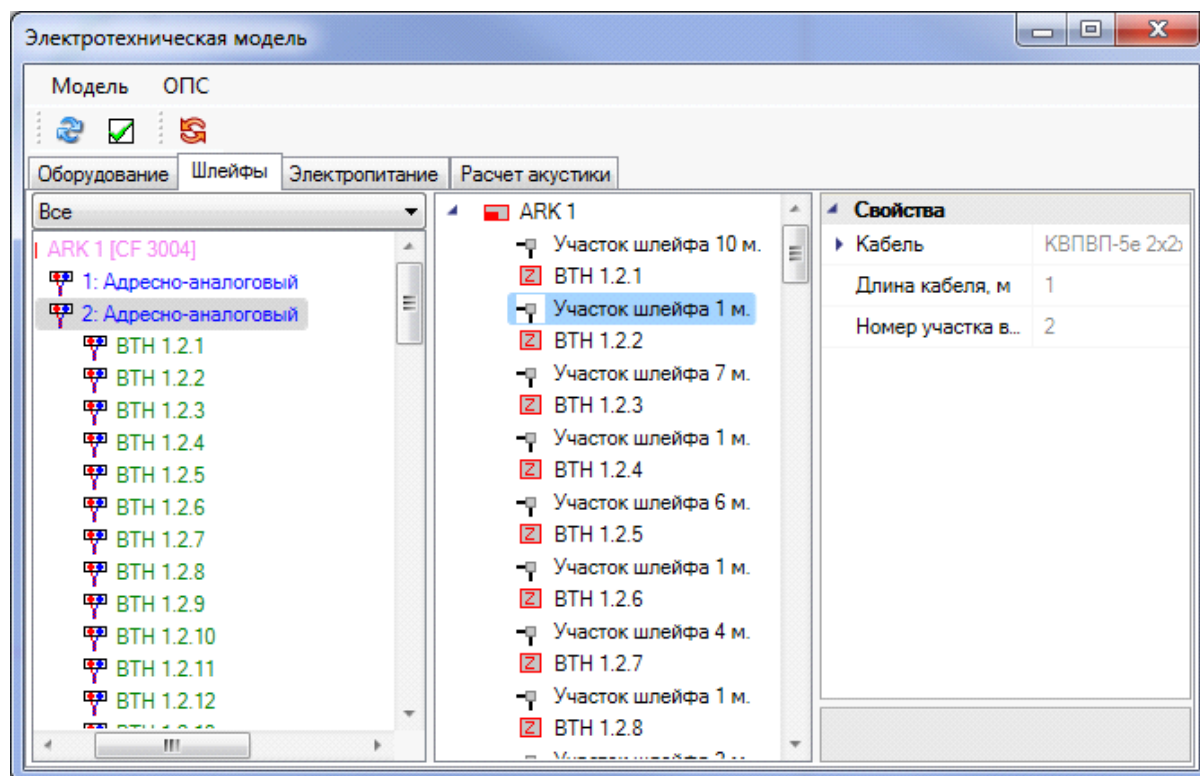 Электротехническая модель
Модель ОПС
Оборудование Шлейфы Электропитание Расчет акустики
Все
ARK 1 [CF 3004]
1: Адресно-аналоговый
2: Адресно-аналоговый
ВТН 1.2.1
ВТН 1.2.2
ВТН 1.2.3
ВТН 1.2.4
ВТН 1.2.5
ВТН 1.2.6
ВТН 1.2.7
ВТН 1.2.8
ВТН 1.2.9
ВТН 1.2.10
ВТН 1.2.11
ВТН 1.2.12
ARK 1
Участок шлейфа 10 м.
ВТН 1.2.1
Участок шлейфа 1 м.
ВТН 1.2.2
Участок шлейфа 7 м.
ВТН 1.2.3
Участок шлейфа 1 м.
ВТН 1.2.4
Участок шлейфа 6 м.
ВТН 1.2.5
Участок шлейфа 1 м.
ВТН 1.2.6
Участок шлейфа 4 м.
ВТН 1.2.7
Участок шлейфа 1 м.
ВТН 1.2.8
Свойства
Кабель КВПВП-5е 2x2
Длина кабеля, м 1
Номер участка в... 2